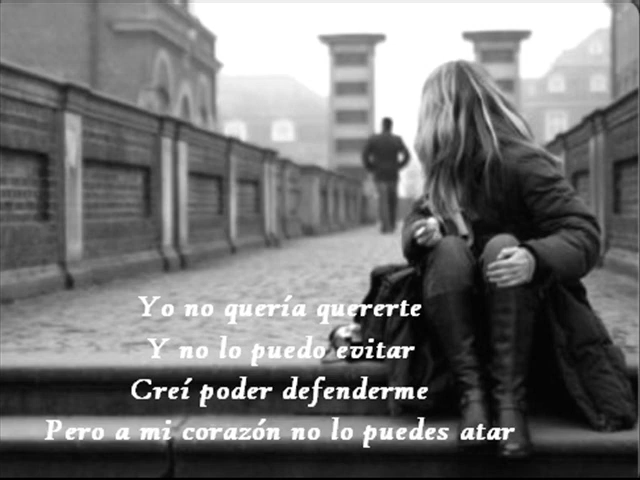 Yo no quería quererte
Y no lo puedo evitar
Creí poder defenderme
Pero a mi corazón no lo puedes atar